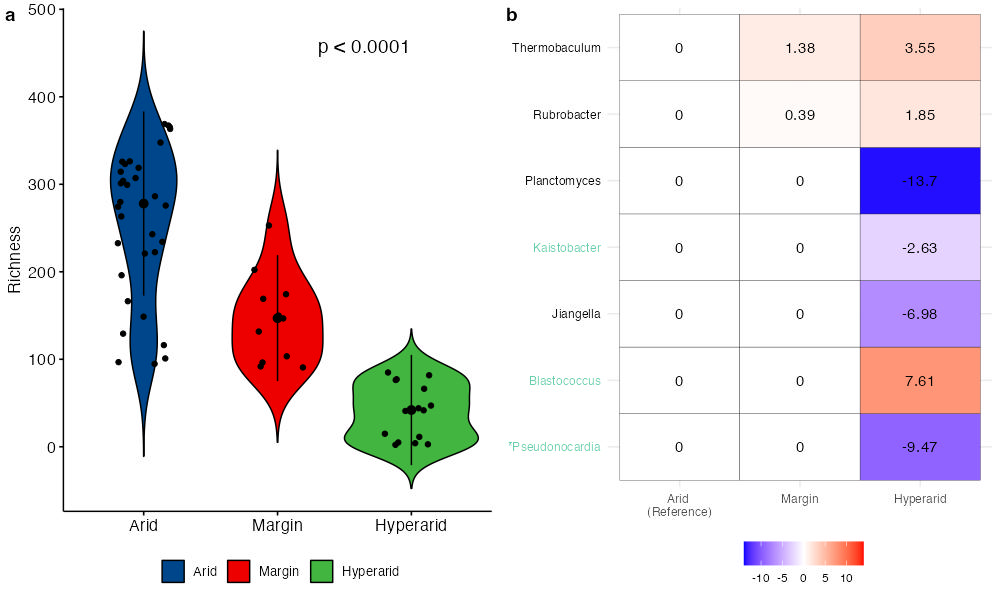 a
500
400
300
200
100
0
Richness
p < 0.0001
Arid
Margin
Hyperarid
Arid
Margin
Hyperarid
b
Thermobaculum 0 1.38 3.55
Rubrobacter 0 0.39 1.85
Planctomyces 0 0 -13.7
Kaistobacter 0 0 -2.63
Jiangella 0 0 -6.98
Blastococcus 0 0 7.61
*Pseudonocardia 0 0 -9.47
Arid
(Reference)
Margin
Hyperarid
-10 -5 0 5 10